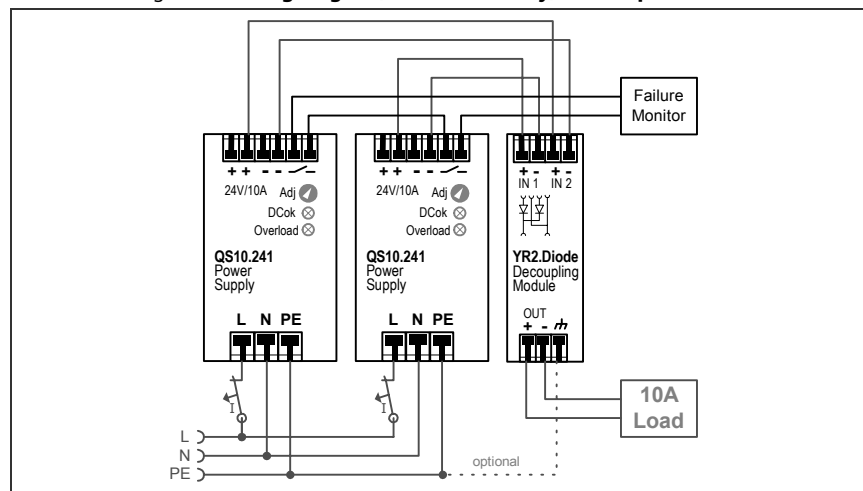 Failure
Monitor
+ + - -
24V/10A Adj
DCok
Overload
QS10.241
Power
Supply
L N PE
I
+ + - -
24V/10A Adj
DCok
Overload
QS10.241
Power
Supply
L N PE
I
+ - + -
IN 1 IN 2
YR2.Diode
Decoupling
Module
OUT
+ -
10A
Load
L
N
PE
optional